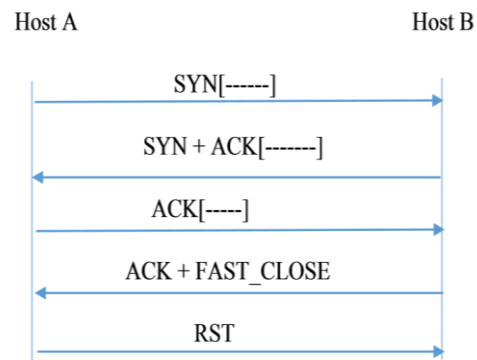 Host A
Host B
SYN[------]
SYN + ACK[-------]
ACK[-----]
ACK + FAST_CLOSE
RST